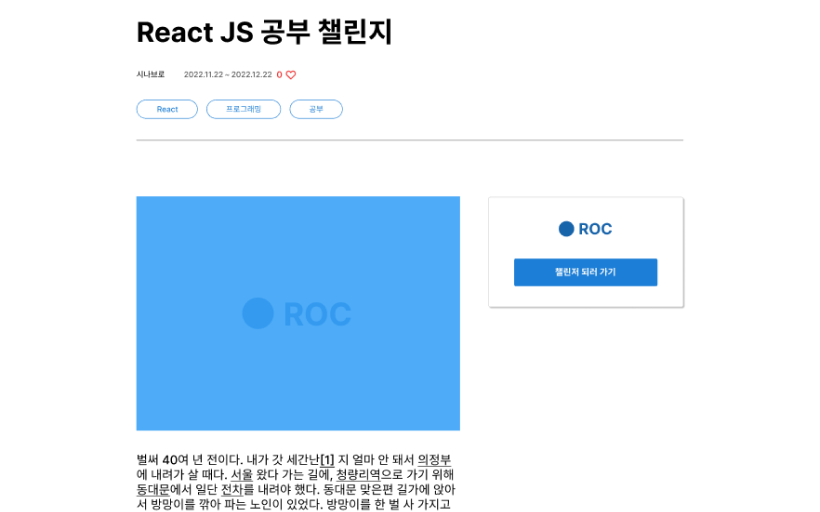 React JS 공부 챌린지
시나브로 2022.11.22 ~ 2022.12.22 0
React 프로그래밍 공부
ROC
챌린저 되러 가기
ROC
벌써 40여 년 전이다. 내가 갓 세간난[1] 지 얼마 안 돼서 의정부
에 내려가 살 때다. 서울 왔다 가는 길에, 청량리역으로 가기 위해
동대문에서 일단 전차를 내려야 했다. 동대문 맞은편 길가에 앉아
서 방망이를 깎아 파는 노인이 있었다. 방망이를 한 벌 사 가지고